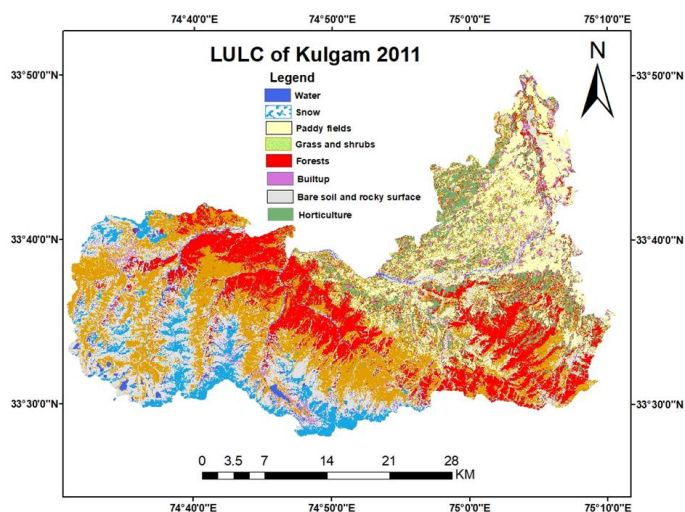 74°40'0"E 74°50'0"E 75°0'0"E 75°10'0"E
LULC of Kulgam 2011
N
33°50'0"N 33°50'0"N
Legend
Water
Snow
Paddy fields
Grass and shrubs
Forests
Builtup
Bare soil and rocky surface
Horticulture
33°40'0"N 33°40'0"N
33°30'0"N 33°30'0"N
0 3.5 7 14 21 28
KM
74°40'0"E 74°50'0"E 75°0'0"E 75°10'0"E